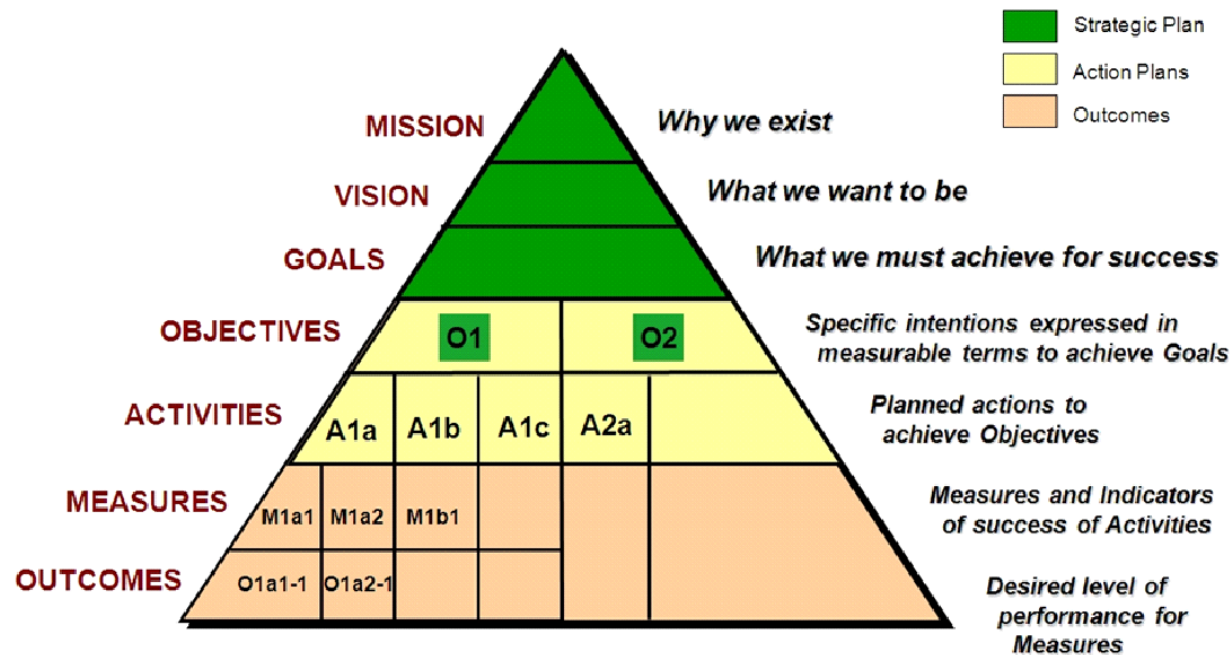 Strategic Plan
Action Plans
Outcomes
MISSION
Why we exist
VISION
What we want to be
GOALS
What we must achieve for success
OBJECTIVES
O1
O2
Specific intentions expressed in
measurable terms to achieve Goals
ACTIVITIES
A1a
A1b
A1c
A2a
Planned actions to
achieve Objectives
MEASURES
M1a1
M1a2
M1b1
Measures and Indicators
of success of Activities
OUTCOMES
O1a1-1
O1a2-1
Desired level of
performance for
Measures